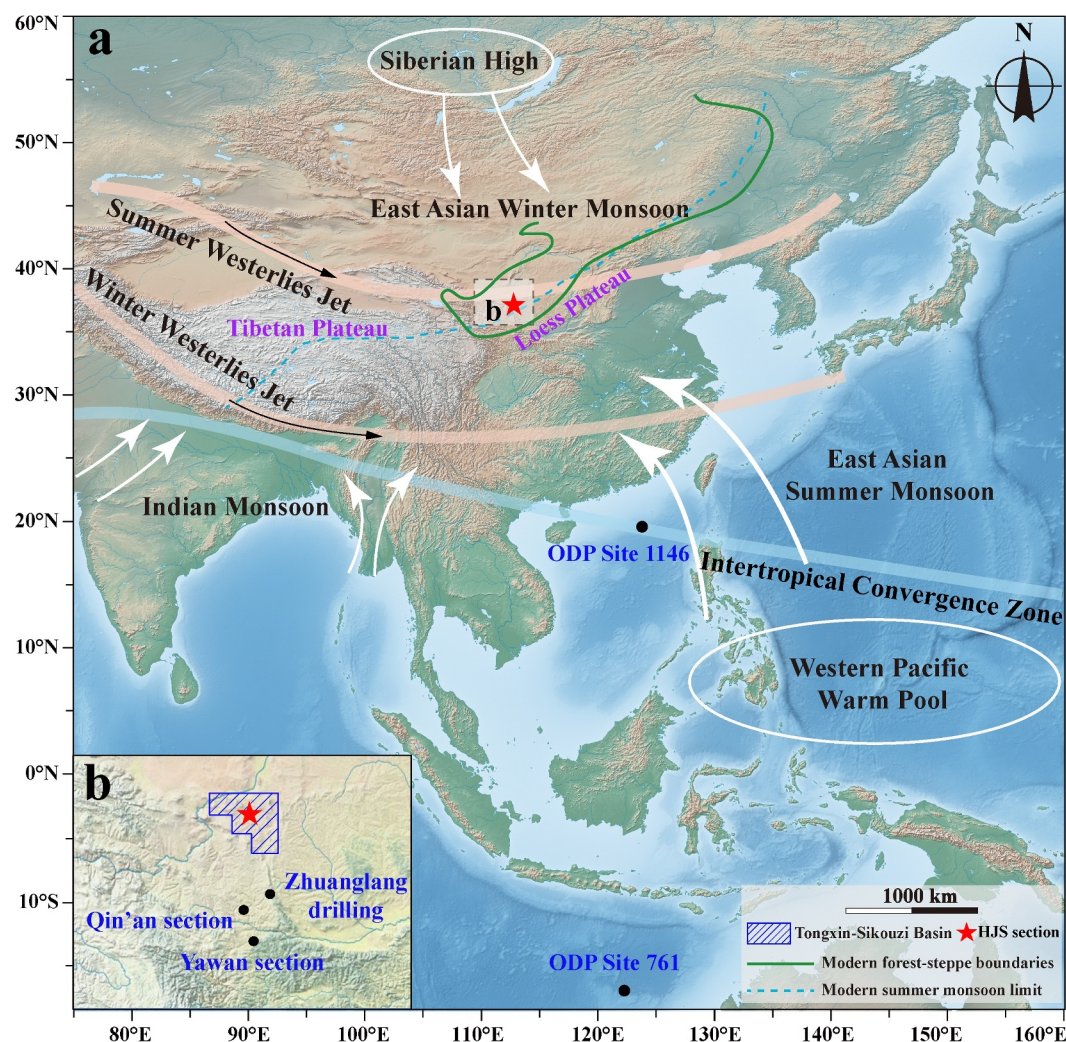 60°N
a
Siberian High
N
50°N
East Asian Winter Monsoon
Summer Westerlies Jet
40°N
b
Loess Plateau
Winter Westerlies Jet
Tibetan Plateau
30°N
East Asian
Summer Monsoon
Indian Monsoon
20°N
ODP Site 1146
Intertropical Convergence Zone
10°N
Western Pacific
Warm Pool
0°N
b
Zhuanglang
drilling
Qin'an section
Yawan section
10°S
1000 km
Tongxin-Sikouzi Basin
HJS section
Modern forest-steppe boundaries
Modern summer monsoon limit
ODP Site 761
80°E
90°E
100°E
110°E
120°E
130°E
140°E
150°E
160°E